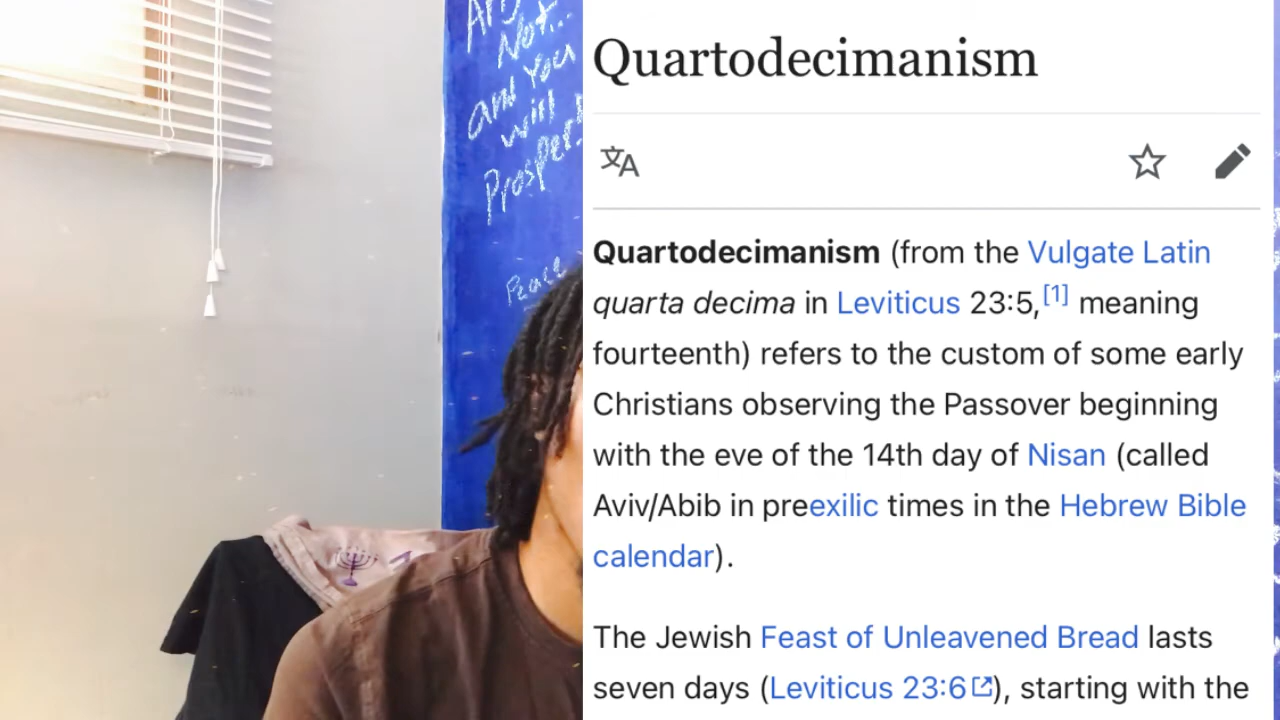 Not...
and you
will
Prosper.
Peace
Quartodecimanism
文A
Quartodecimanism (from the Vulgate Latin
quarta decima in Leviticus 23:5,[1] meaning
fourteenth) refers to the custom of some early
Christians observing the Passover beginning
with the eve of the 14th day of Nisan (called
Aviv/Abib in preexilic times in the Hebrew Bible
calendar).
The Jewish Feast of Unleavened Bread lasts
seven days (Leviticus 23:6), starting with the